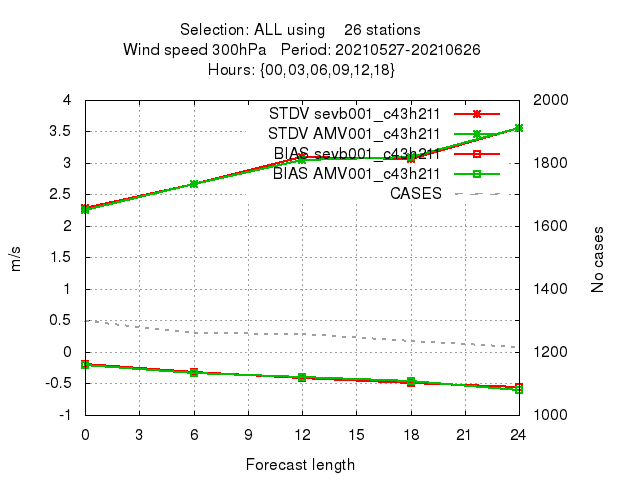 Selection: ALL using 26 stations
Wind speed 300hPa Period: 20210527-20210626
Hours: {00,03,06,09,12,18}
STDV sevb001_c43h211
STDV AMV001_c43h211
BIAS sevb001_c43h211
BIAS AMV001_c43h211
CASES
4
3.5
3
2.5
2
1.5
1
0.5
0
-0.5
-1
m/s
2000
1800
1600
1400
1200
1000
No cases
0 3 6 9 12 15 18 21 24
Forecast length